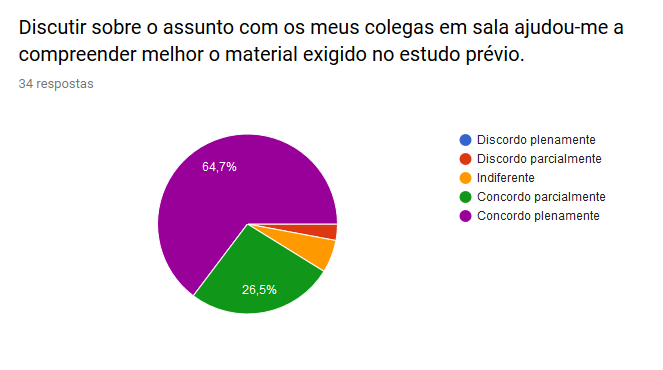 Discutir sobre o assunto com os meus colegas em sala ajudou-me a
compreender melhor o material exigido no estudo prévio.
34 respostas
64,7%
26,5%
Discordo plenamente
Discordo parcialmente
Indiferente
Concordo parcialmente
Concordo plenamente